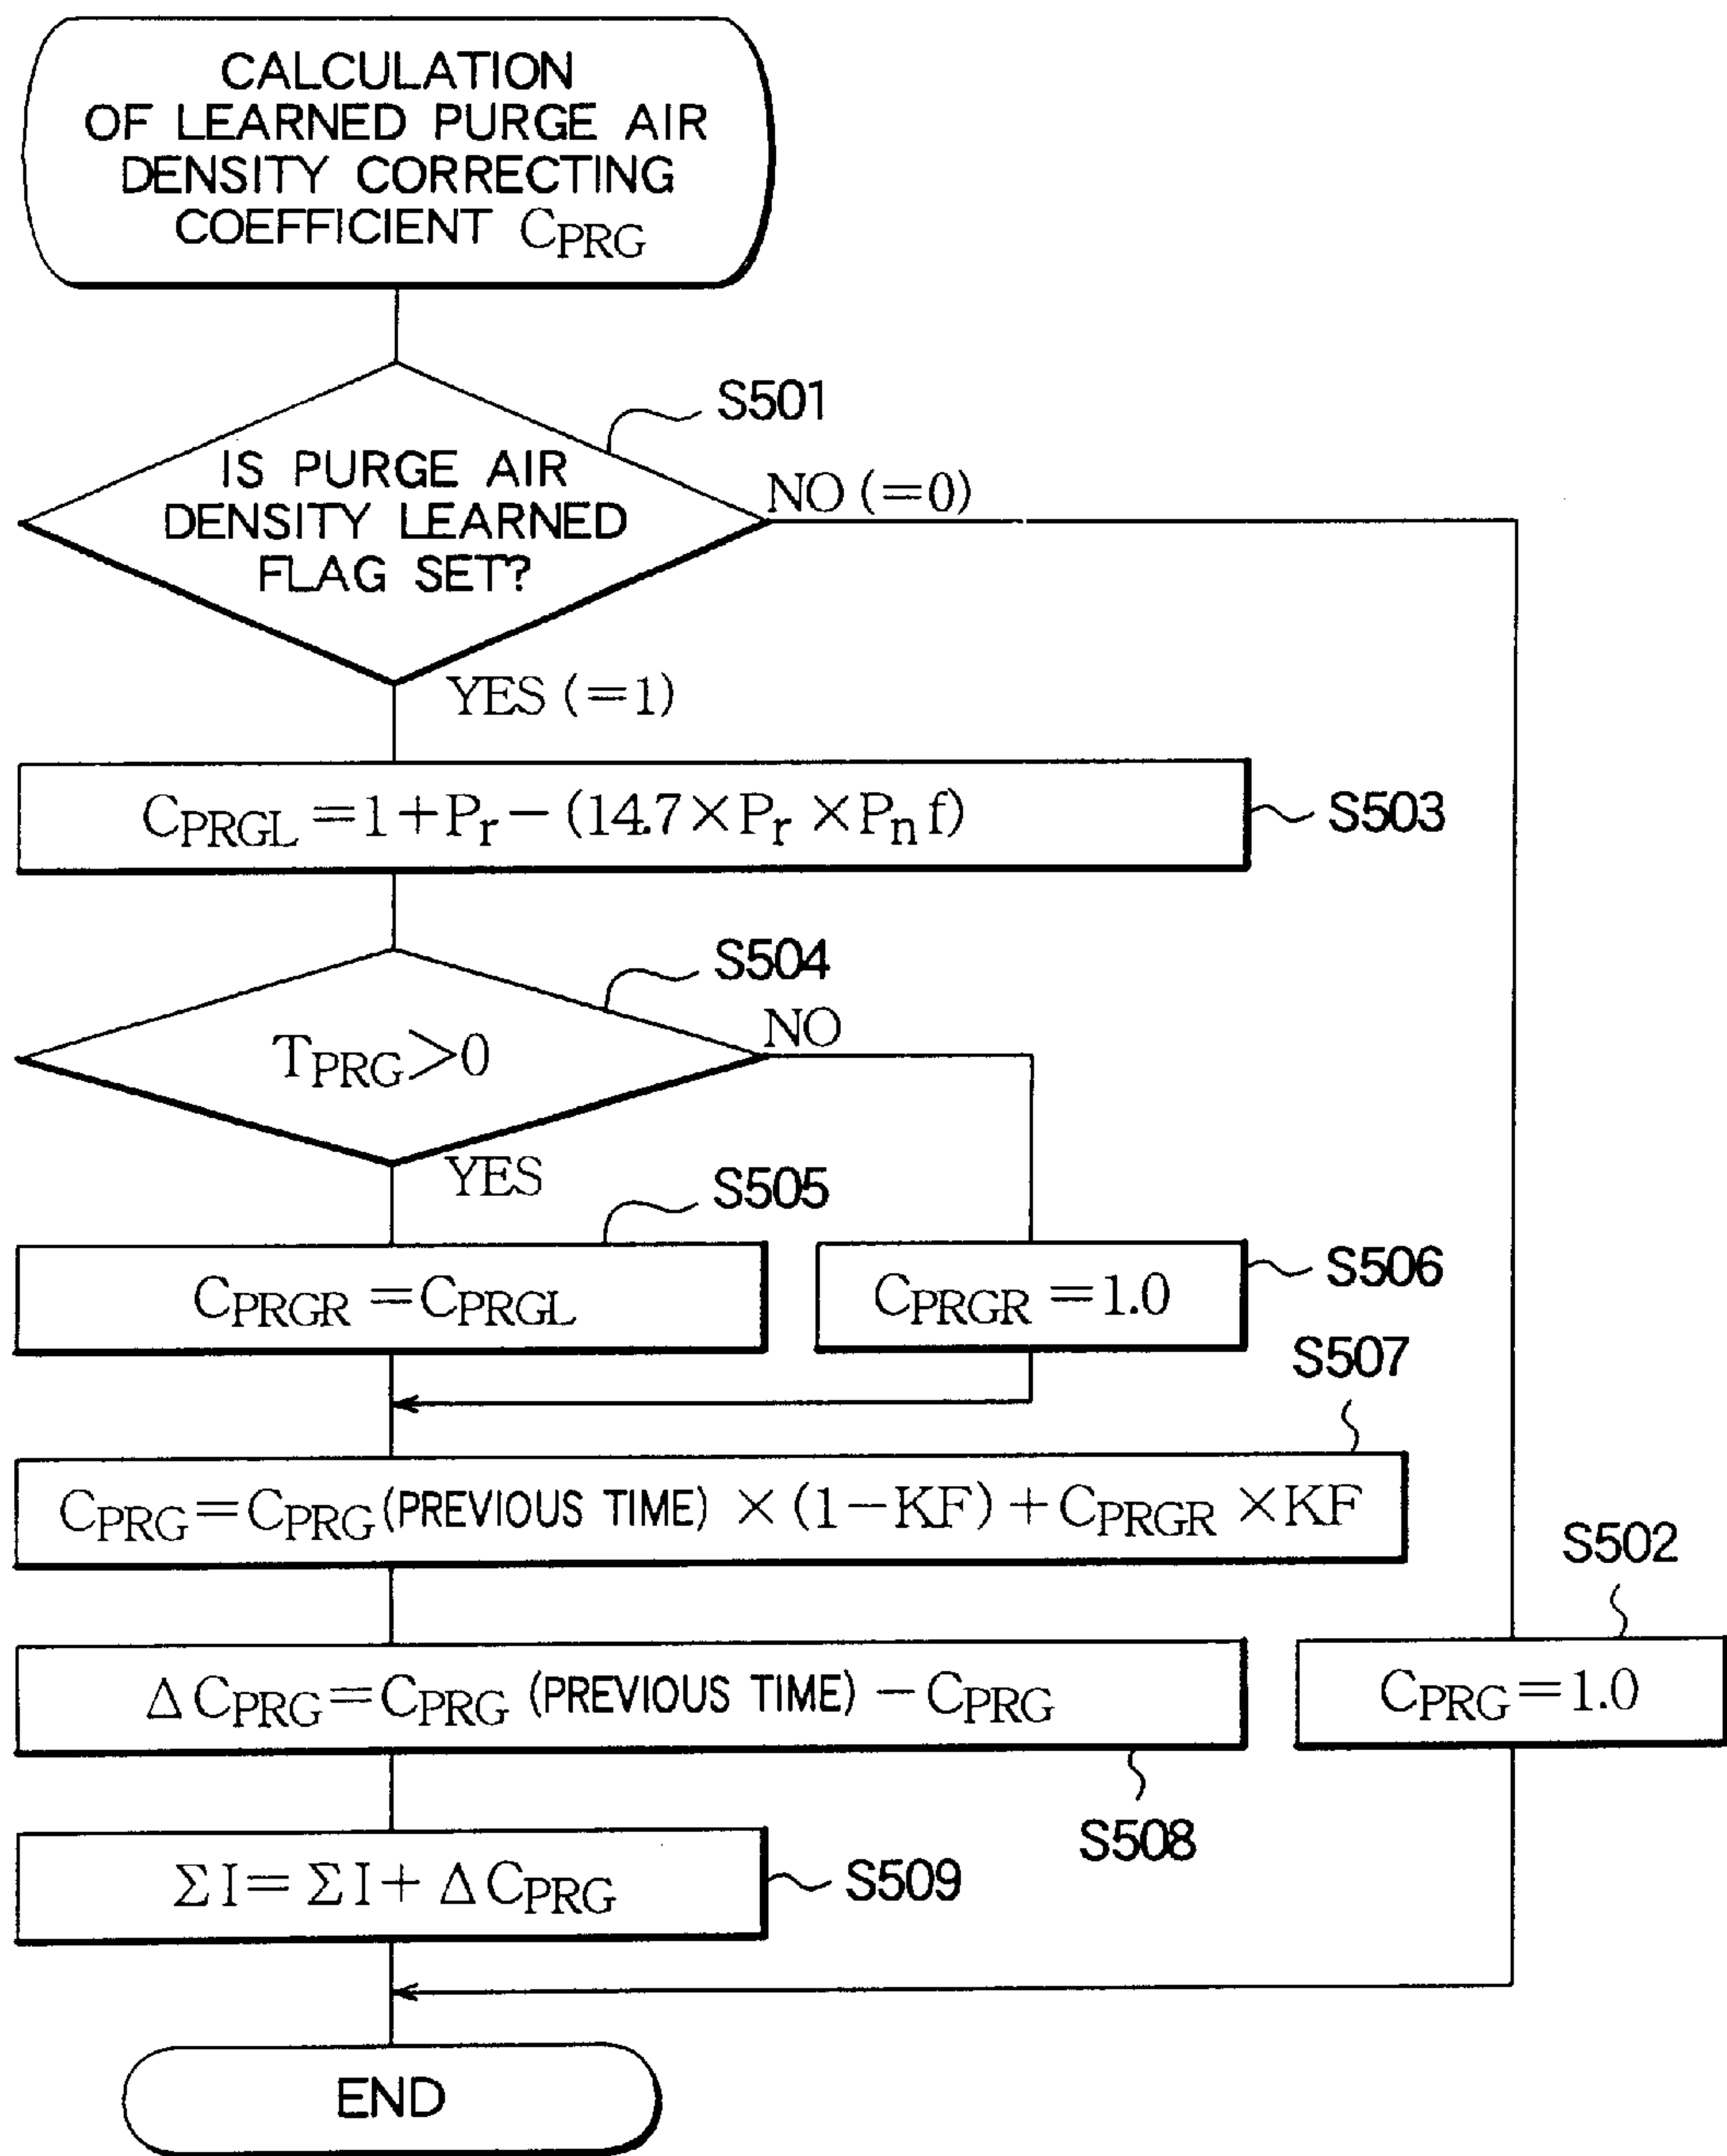 CALCULATION
OF LEARNED PURGE AIR
DENSITY CORRECTING
COEFFICIENT CPRG
S501
IS PURGE AIR
DENSITY LEARNED
FLAG SET?
NO (=0)
YES (=1)
CPRGL = 1 + Pr − (14.7 × Pr × Pn f)
S503
S504
TPRG > 0
NO
YES
S505
CPRGR = CPRGL
CPRGR = 1.0
S506
S507
CPRG = CPRG (PREVIOUS TIME) × (1 − KF) + CPRGR × KF
S502
ΔCPRG = CPRG (PREVIOUS TIME) − CPRG
CPRG = 1.0
S508
ΣI = ΣI + ΔCPRG
S509
END